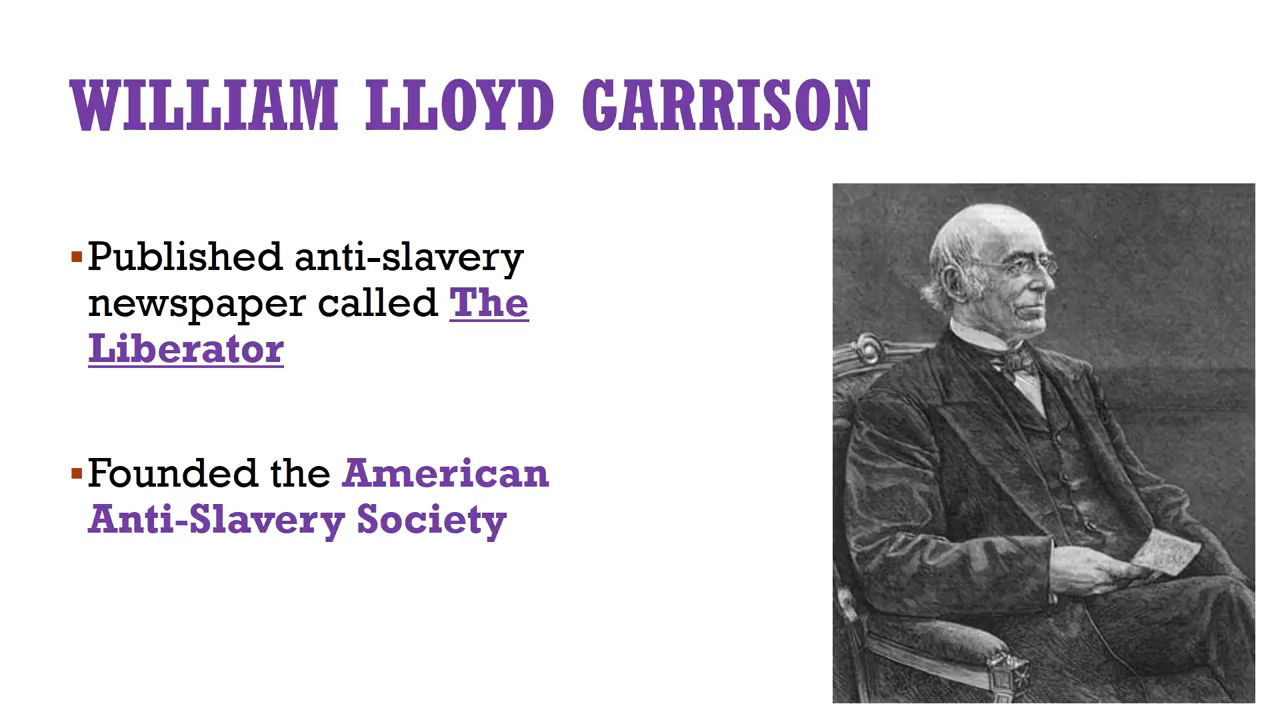 WILLIAM LLOYD GARRISON
▪Published anti-slavery
newspaper called The
Liberator
▪Founded the American
Anti-Slavery Society